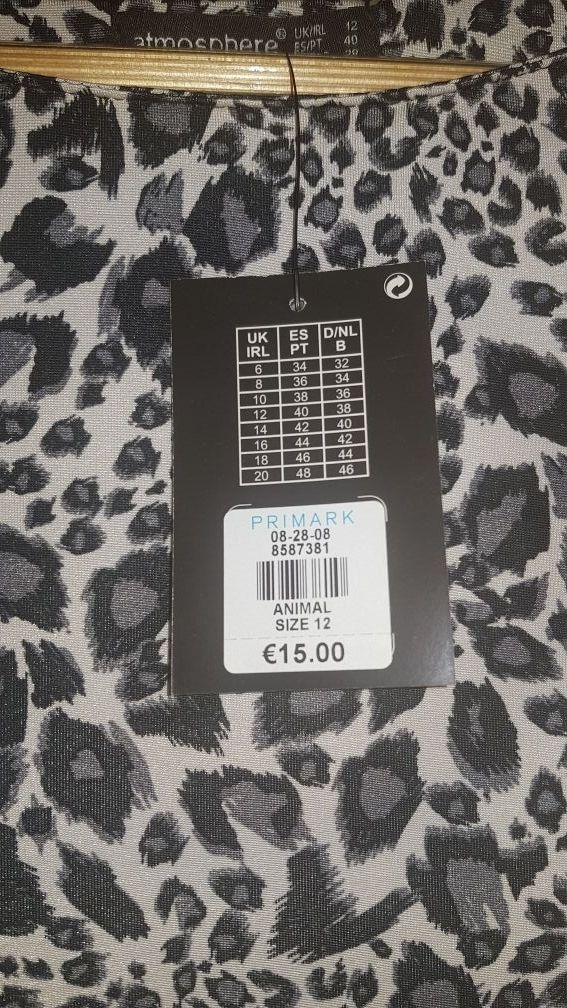 atmosphere® UK/IRL 12
ES/PT 40
38
UK IRL ES PT D/NL B
6 34 32
8 36 34
10 38 36
12 40 38
14 42 40
16 44 42
18 46 44
20 48 46
PRIMARK
08-28-08
8587381
ANIMAL
SIZE 12
€15.00